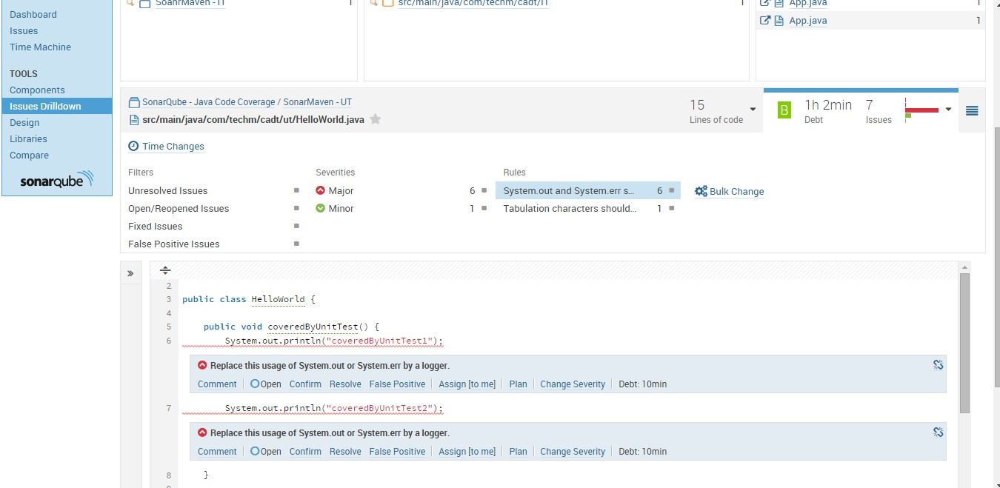 Dashboard
Issues
Time Machine
TOOLS
Components
Issues Drilldown
Design
Libraries
Compare
sonarqube
SoanrMaven - IT 1
src/main/java/com/techm/cadt/IT 1
App.java 1
App.java 1
SonarQube - Java Code Coverage / SonarMaven - UT
src/main/java/com/techm/cadt/ut/HelloWorld.java
15
Lines of code
B
1h 2min
Debt
7
Issues
Time Changes
Filters
Unresolved Issues
Open/Reopened Issues
Fixed Issues
False Positive Issues
Severities
Major 6
Minor 1
Rules
System.out and System.err s... 6
Tabulation characters should... 1
Bulk Change
2
3 public class HelloWorld {
4
5 public void coveredByUnitTest() {
6 System.out.println("coveredByUnitTest1");
Replace this usage of System.out or System.err by a logger.
Comment Open Confirm Resolve False Positive Assign [to me] Plan Change Severity Debt: 10min
7 System.out.println("coveredByUnitTest2");
Replace this usage of System.out or System.err by a logger.
Comment Open Confirm Resolve False Positive Assign [to me] Plan Change Severity Debt: 10min
8 }